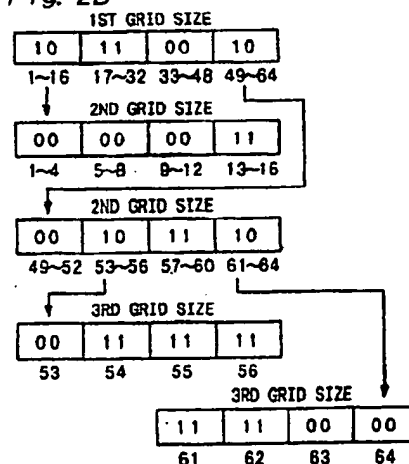 Fig. 2B
1ST GRID SIZE
10 11 00 10
1~16 17~32 33~48 49~64
2ND GRID SIZE
00 00 00 11
1~4 5~8 9~12 13~16
2ND GRID SIZE
00 10 11 10
49~52 53~56 57~60 61~64
3RD GRID SIZE
00 11 11 11
53 54 55 56
3RD GRID SIZE
11 11 00 00
61 62 63 64